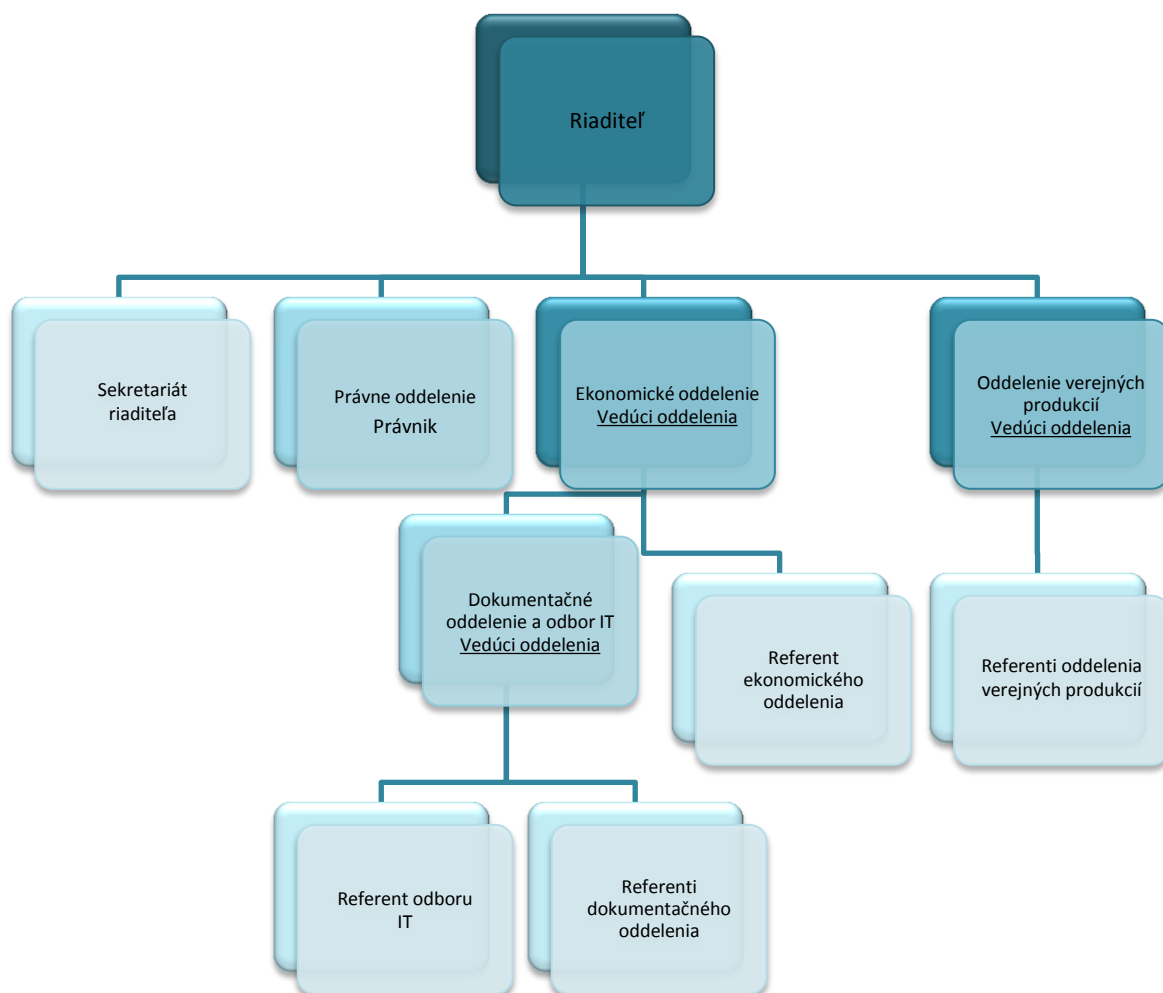 Riaditeľ
Sekretariát
riaditeľa
Právne oddelenie
Právnik
Ekonomické oddelenie
Vedúci oddelenia
Oddelenie verejných
produkcií
Vedúci oddelenia
Dokumentačné
oddelenie a odbor IT
Vedúci oddelenia
Referent
ekonomického
oddelenia
Referenti oddelenia
verejných produkcií
Referent odboru
IT
Referenti
dokumentačného
oddelenia